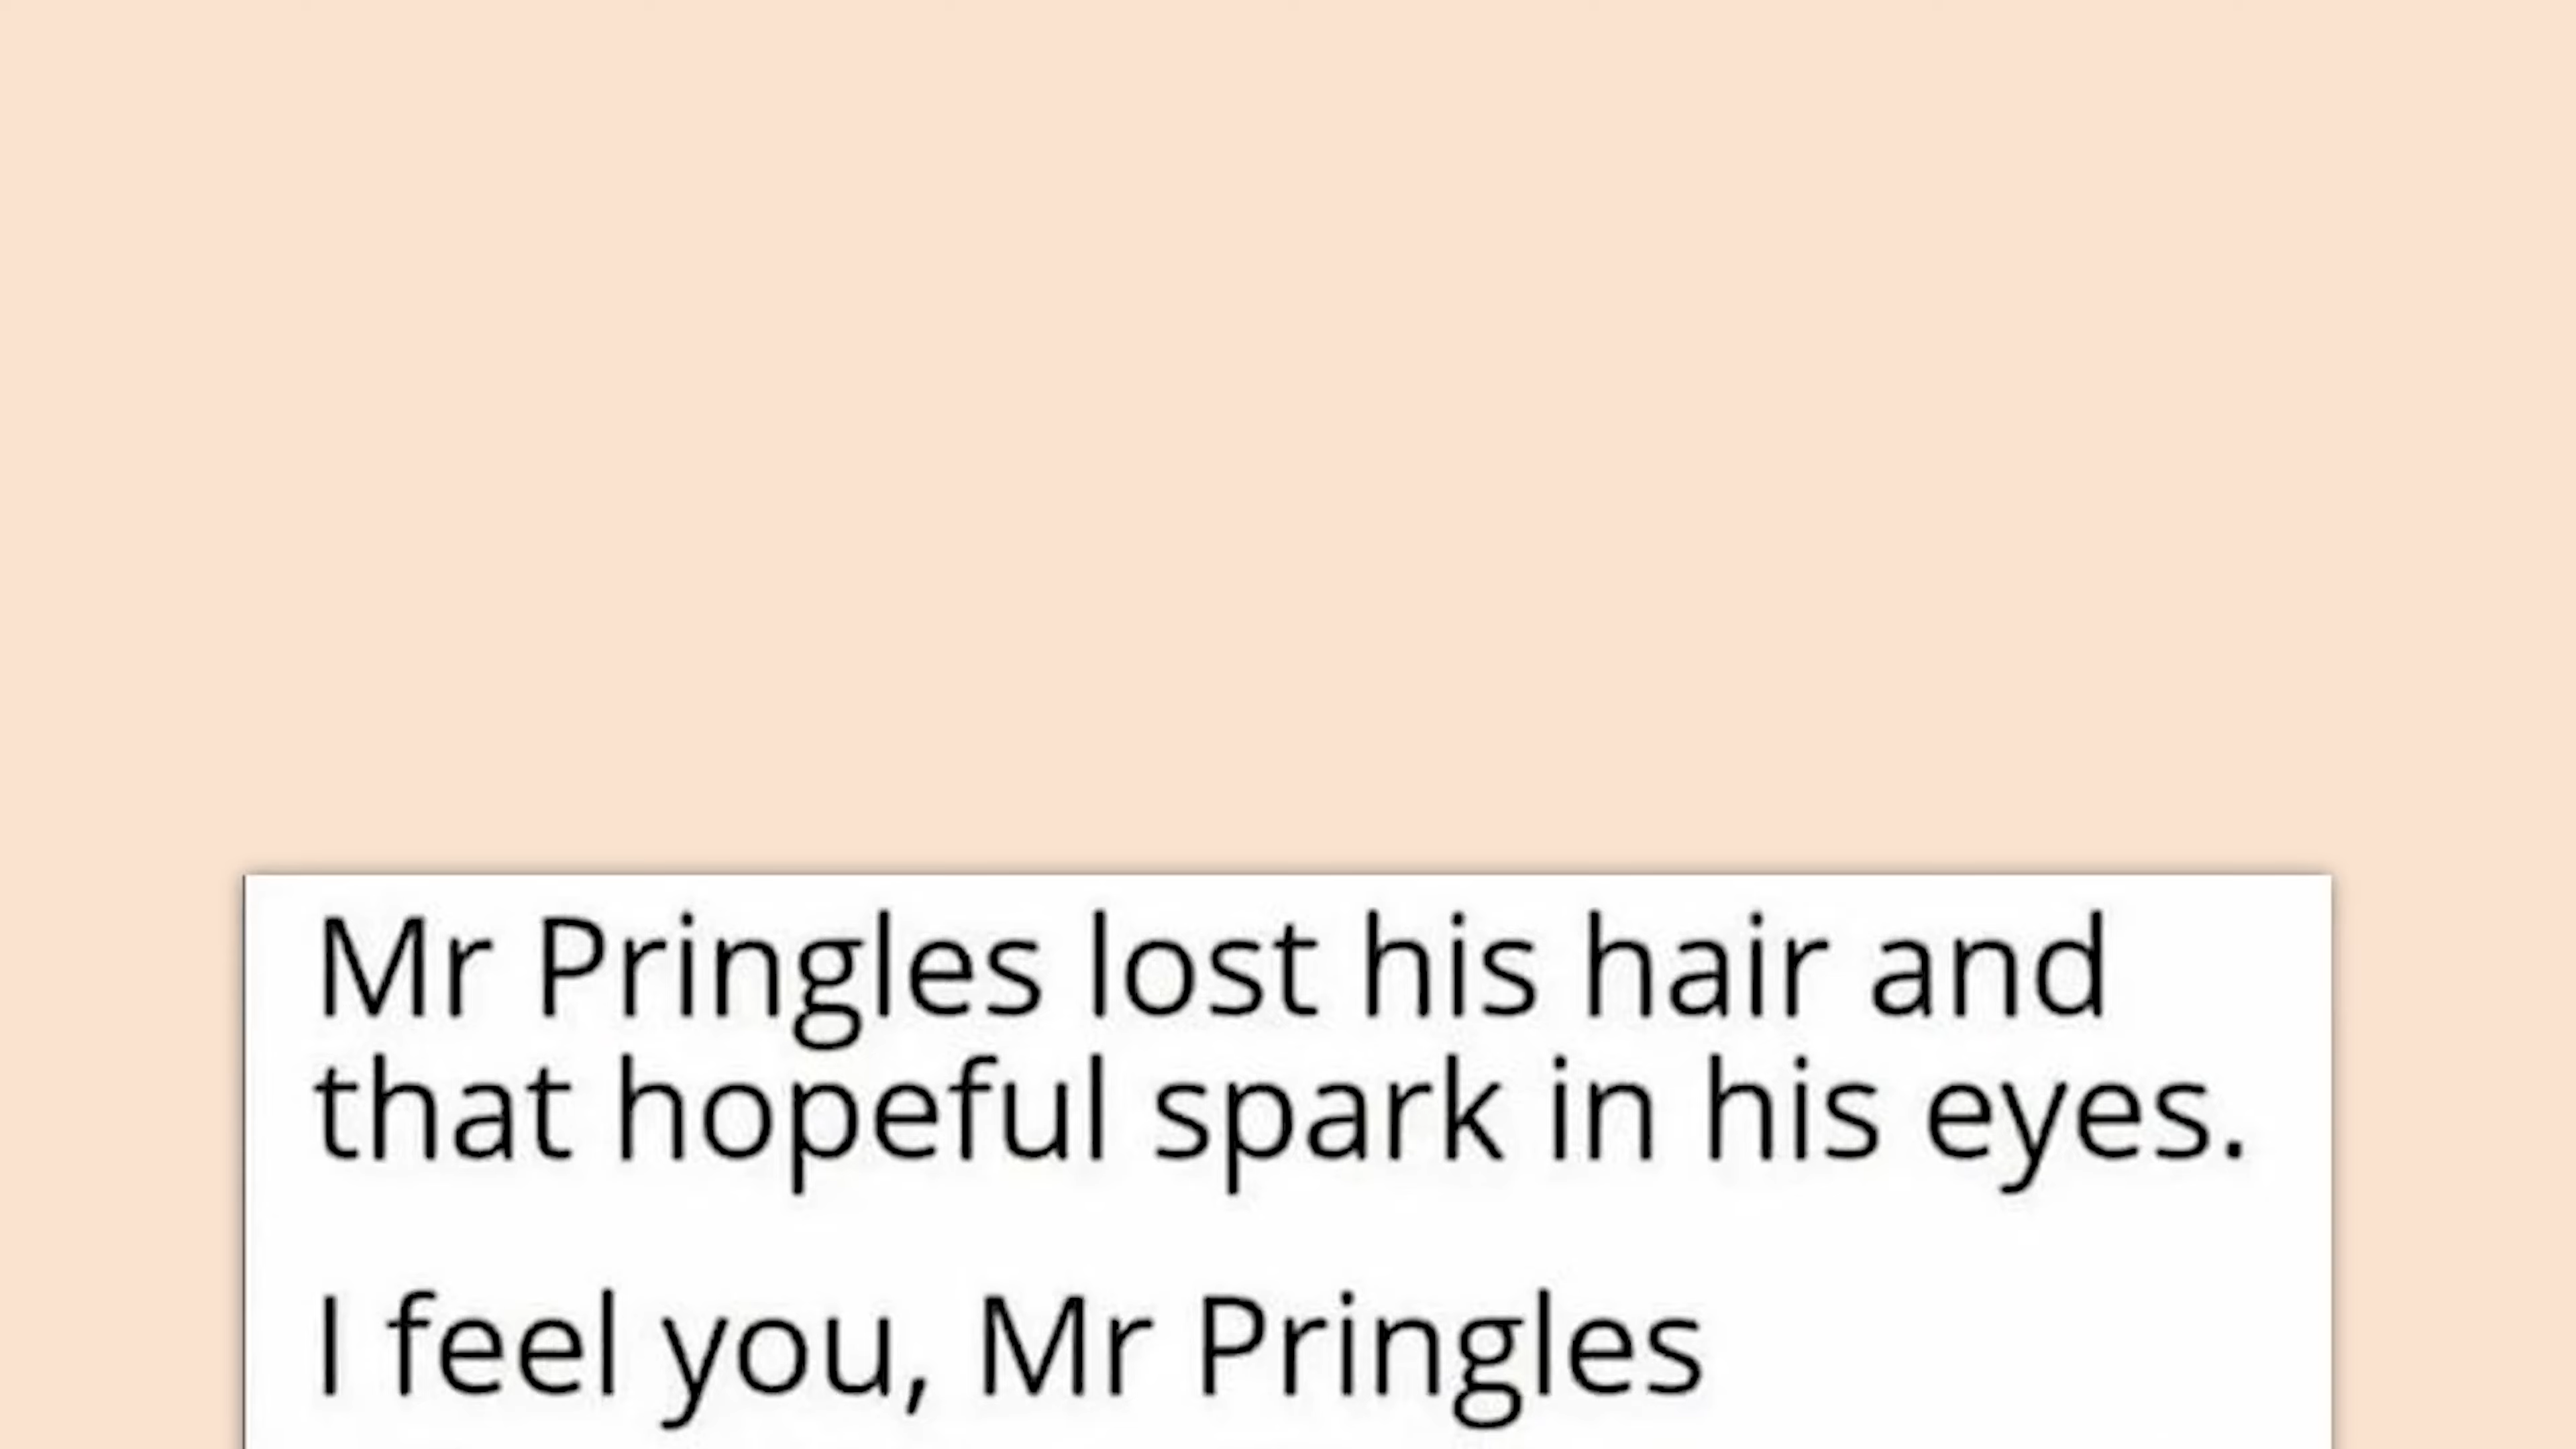 Mr Pringles lost his hair and
that hopeful spark in his eyes.
I feel you, Mr Pringles